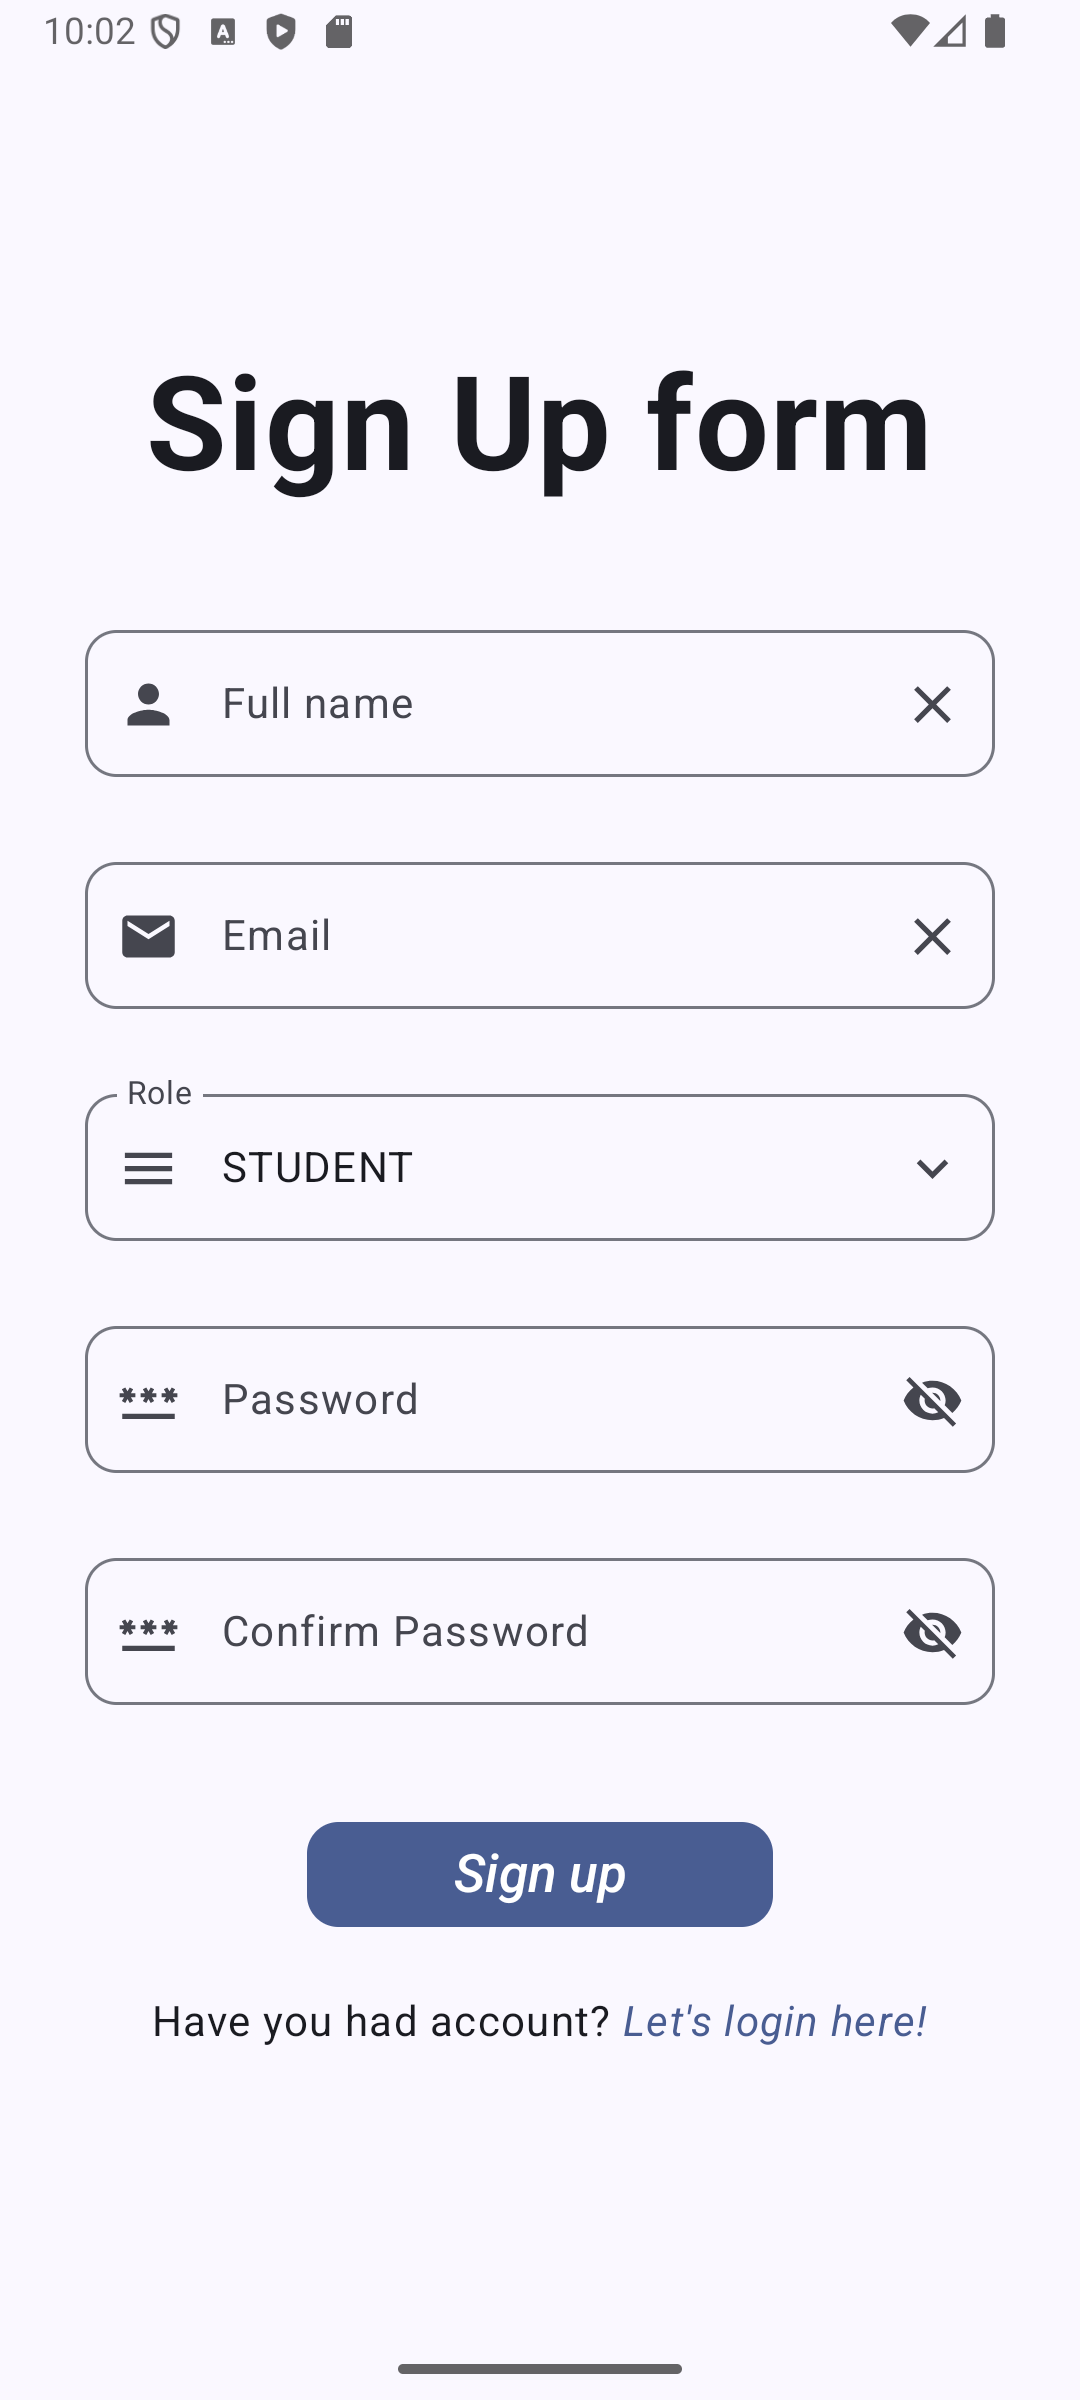 10:02
Sign Up form
Full name
Email
Role
STUDENT
Password
Confirm Password
Sign up
Have you had account? Let's login here!